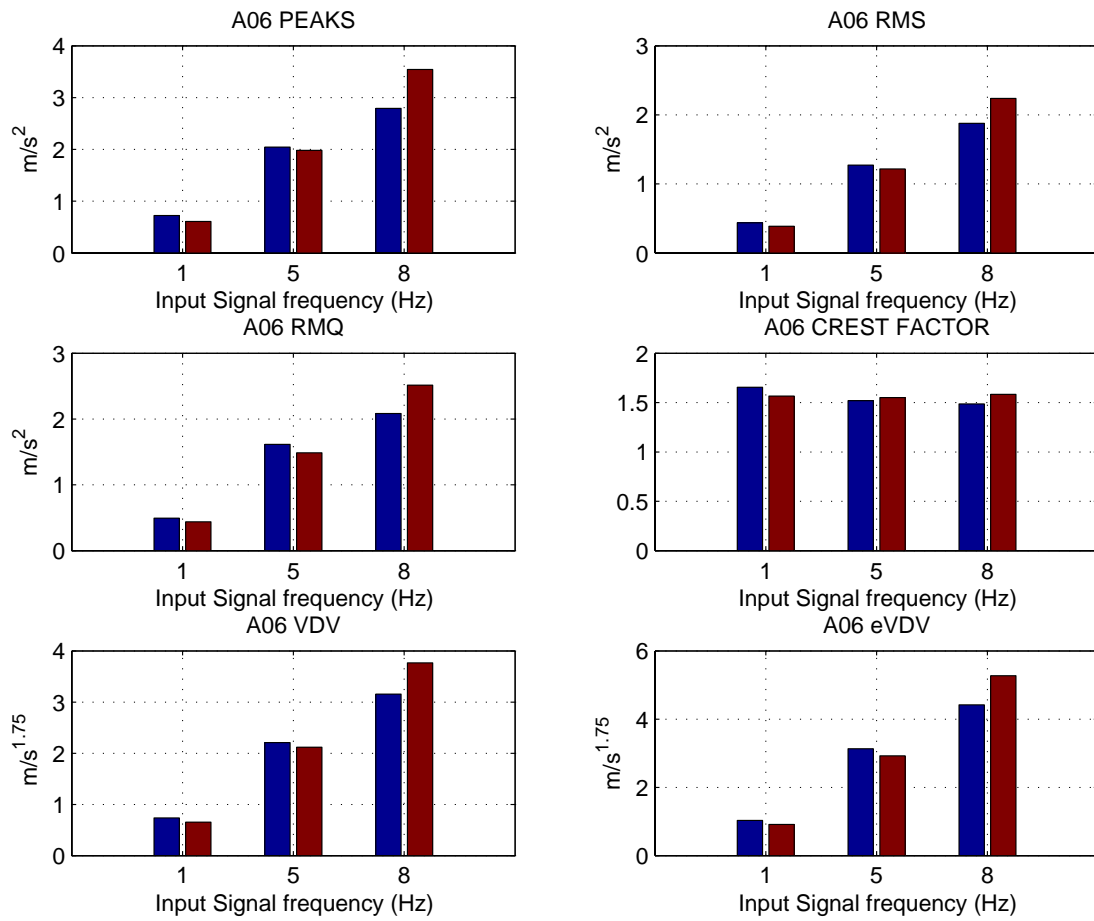 A06 PEAKS
4
3
2
1
0
m/s²
1 5 8
Input Signal frequency (Hz)
A06 RMS
3
2
1
0
m/s²
1 5 8
Input Signal frequency (Hz)
A06 RMQ
3
2
1
0
m/s²
1 5 8
Input Signal frequency (Hz)
A06 CREST FACTOR
2
1.5
1
0.5
0
1 5 8
Input Signal frequency (Hz)
A06 VDV
4
3
2
1
0
m/s^1.75
1 5 8
Input Signal frequency (Hz)
A06 eVDV
6
4
2
0
m/s^1.75
1 5 8
Input Signal frequency (Hz)